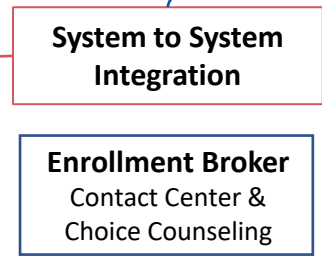 System to System
Integration
Enrollment Broker
Contact Center &
Choice Counseling